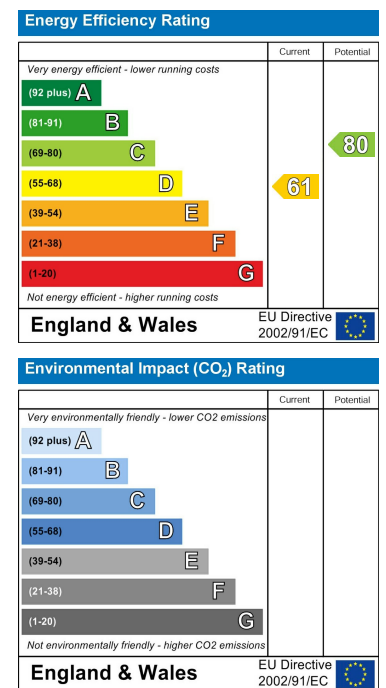 Energy Efficiency Rating
Current Potential
Very energy efficient - lower running costs
(92 plus) A
(81-91) B
(69-80) C
80
(55-68) D
61
(39-54) E
(21-38) F
(1-20) G
Not energy efficient - higher running costs
England & Wales
EU Directive
2002/91/EC
Environmental Impact (CO₂) Rating
Current Potential
Very environmentally friendly - lower CO2 emissions
(92 plus) A
(81-91) B
(69-80) C
(55-68) D
(39-54) E
(21-38) F
(1-20) G
Not environmentally friendly - higher CO2 emissions
England & Wales
EU Directive
2002/91/EC